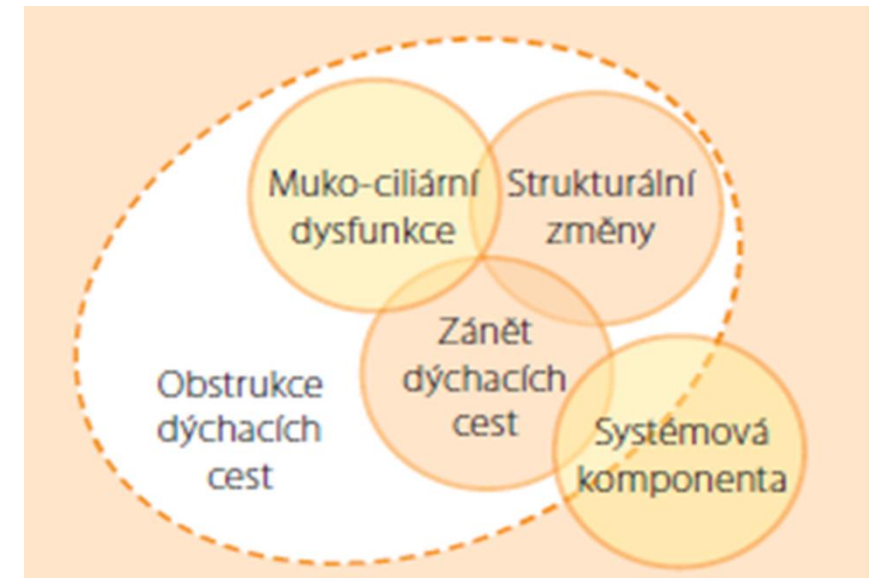 Muko-ciliární
dysfunkce
Strukturální
změny
Zánět
dýchacích
cest
Obstrukce
dýchacích
cest
Systémová
komponenta